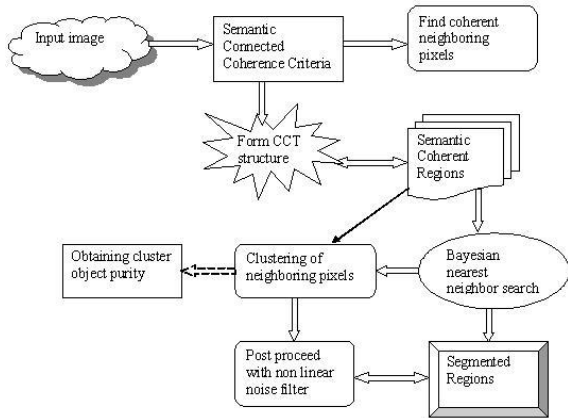 Input image
Semantic
Connected
Coherence Criteria
Find coherent
neighboring
pixels
Form CCT
structure
Semantic
Coherent
Regions
Obtaining cluster
object purity
Clustering of
neighboring pixels
Bayesian
nearest
neighbor search
Post proceed
with non linear
noise filter
Segmented
Regions